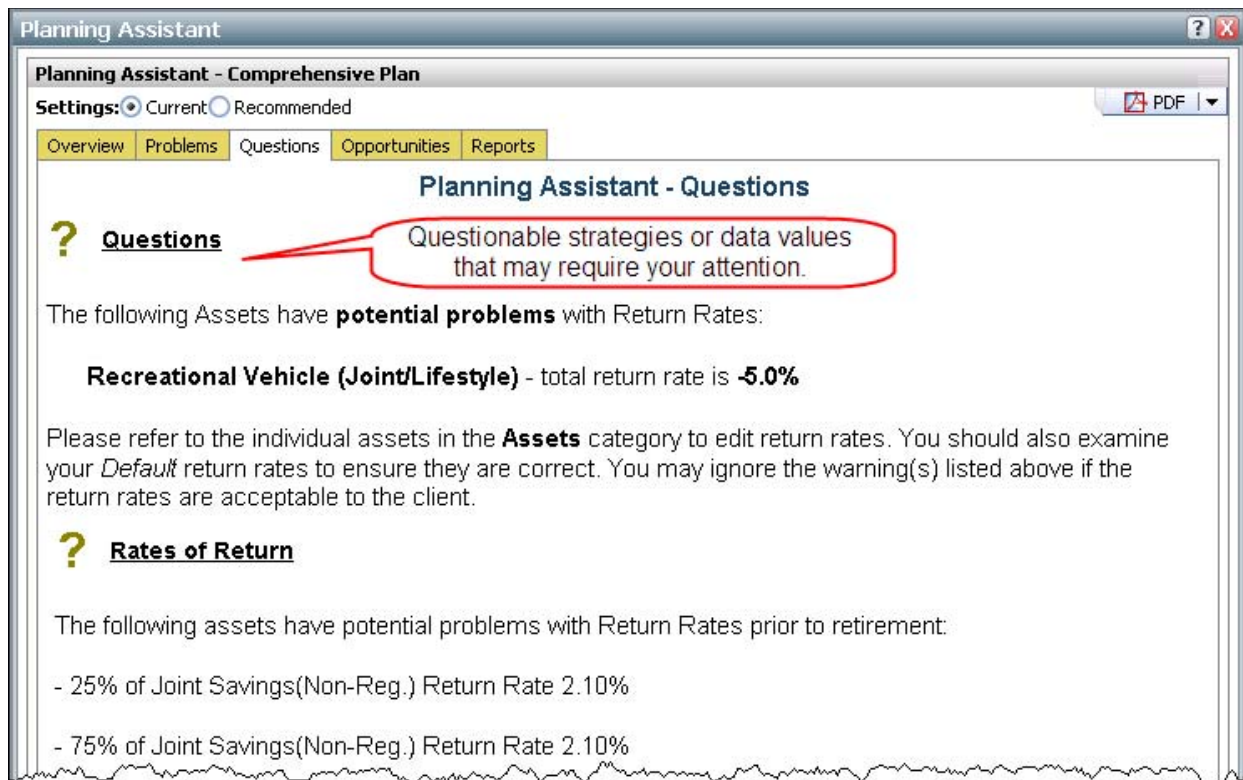 Planning Assistant
Planning Assistant - Comprehensive Plan
Settings: Current Recommended
PDF
Overview Problems Questions Opportunities Reports
Planning Assistant - Questions
? Questions
Questionable strategies or data values
that may require your attention.
The following Assets have potential problems with Return Rates:
Recreational Vehicle (Joint/Lifestyle) - total return rate is -5.0%
Please refer to the individual assets in the Assets category to edit return rates. You should also examine
your Default return rates to ensure they are correct. You may ignore the warning(s) listed above if the
return rates are acceptable to the client.
? Rates of Return
The following assets have potential problems with Return Rates prior to retirement:
- 25% of Joint Savings(Non-Reg.) Return Rate 2.10%
- 75% of Joint Savings(Non-Reg.) Return Rate 2.10%